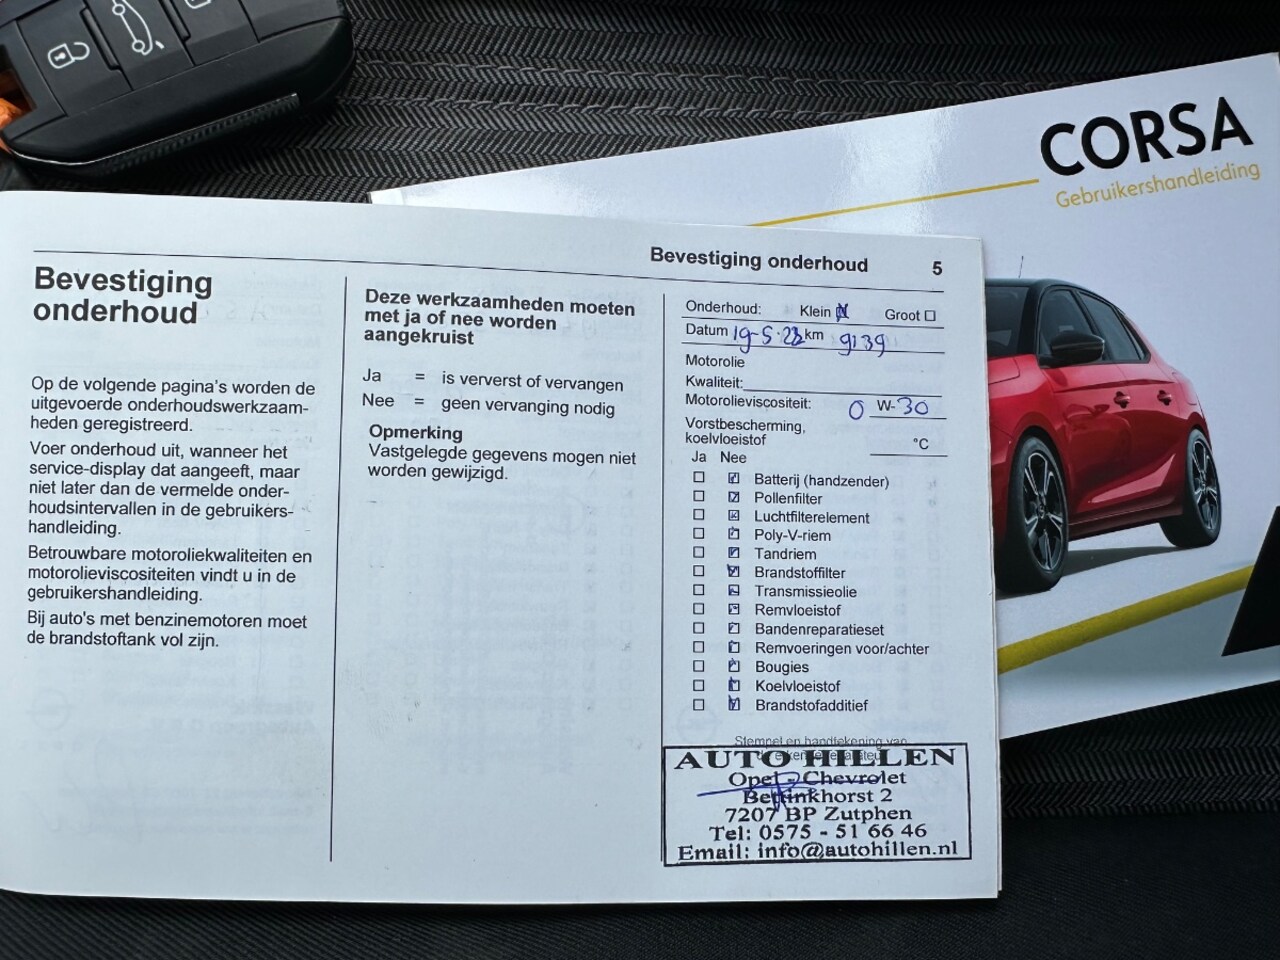 CORSA
Gebruikershandleiding
Bevestiging onderhoud 5
Bevestiging
onderhoud
Op de volgende pagina's worden de
uitgevoerde onderhoudswerkzaam-
heden geregistreerd.
Voer onderhoud uit, wanneer het
service-display dat aangeeft, maar
niet later dan de vermelde onder-
houdsintervallen in de gebruikers-
handleiding.
Betrouwbare motoroliekwaliteiten en
motorolieviscositeiten vindt u in de
gebruikershandleiding.
Bij auto's met benzinemotoren moet
de brandstoftank vol zijn.
Deze werkzaamheden moeten
met ja of nee worden
aangekruist
Ja = is ververst of vervangen
Nee = geen vervanging nodig
Opmerking
Vastgelegde gegevens mogen niet
worden gewijzigd.
Onderhoud: Klein Groot
Datum 19-5-23 km 9139
Motorolie
Kwaliteit:
Motorolieviscositeit: 0 W-30
Vorstbescherming,
koelvloeistof °C
Ja Nee
Batterij (handzender)
Pollenfilter
Luchtfilterelement
Poly-V-riem
Tandriem
Brandstoffilter
Transmissieolie
Remvloeistof
Bandenreparatieset
Remvoeringen voor/achter
Bougies
Koelvloeistof
Brandstofadditief
Stempel en handtekening van
AUTO HILLEN
Opel - Chevrolet
Bettinkhorst 2
7207 BP Zutphen
Tel: 0575 - 51 66 46
Email: info@autohillen.nl